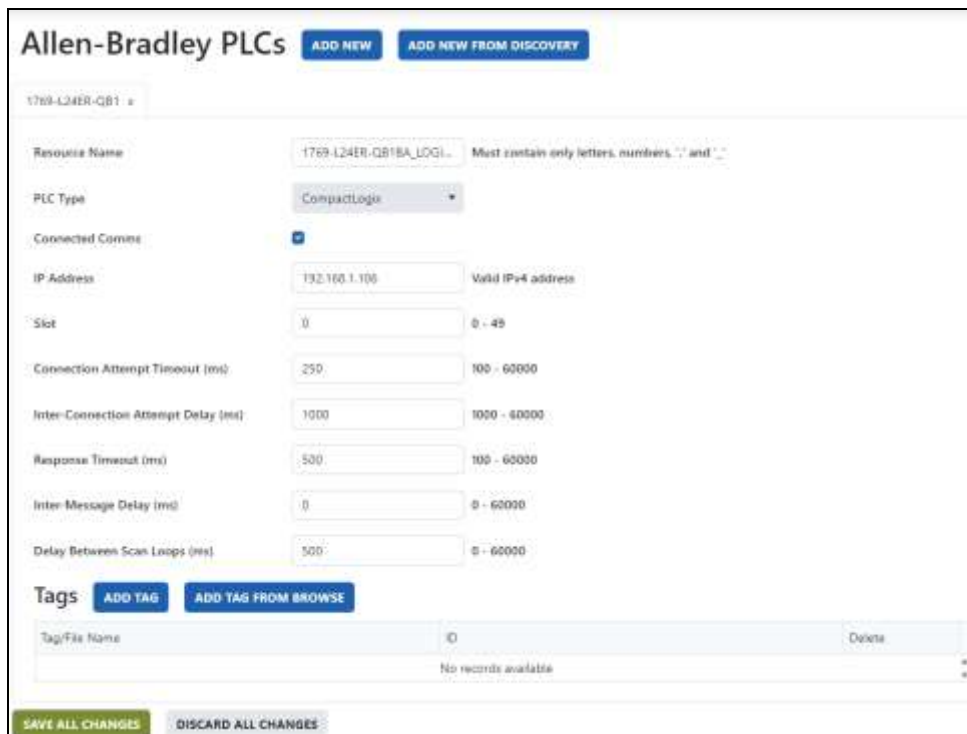 Allen-Bradley PLCs ADD NEW ADD NEW FROM DISCOVERY
1769-L24ER-QB1 x
Resource Name 1769-L24ER-QB1BA_LOGI... Must contain only letters, numbers, '.' and '_'
PLC Type CompactLogix
Connected Comms
IP Address 192.168.1.106 Valid IPv4 address
Slot 0 0 - 49
Connection Attempt Timeout (ms) 250 100 - 60000
Inter-Connection Attempt Delay (ms) 1000 1000 - 60000
Response Timeout (ms) 500 100 - 60000
Inter-Message Delay (ms) 0 0 - 60000
Delay Between Scan Loops (ms) 500 0 - 60000
Tags ADD TAG ADD TAG FROM BROWSE
Tag/File Name ID Delete
No records available
SAVE ALL CHANGES DISCARD ALL CHANGES